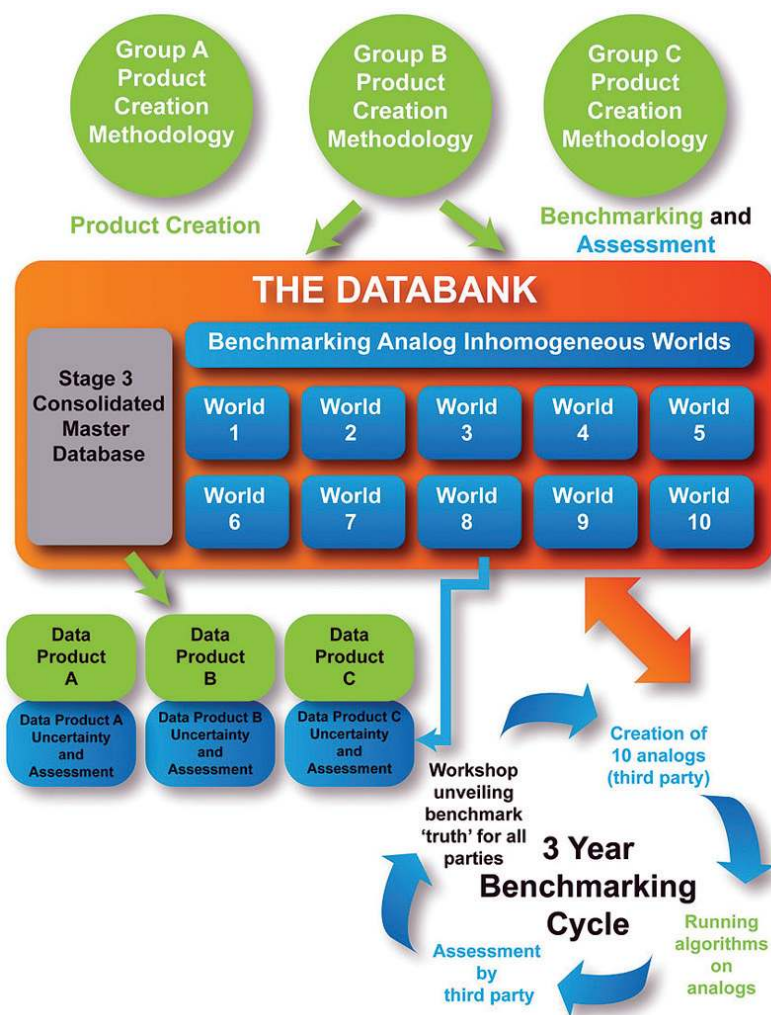 Group A
Product
Creation
Methodology
Group B
Product
Creation
Methodology
Group C
Product
Creation
Methodology
Product Creation
Benchmarking and
Assessment
THE DATABANK
Stage 3
Consolidated
Master
Database
Benchmarking Analog Inhomogeneous Worlds
World
1
World
2
World
3
World
4
World
5
World
6
World
7
World
8
World
9
World
10
Data
Product
A
Data
Product
B
Data
Product
C
Data Product A
Uncertainty
and
Assessment
Data Product B
Uncertainty
and
Assessment
Data Product C
Uncertainty
and
Assessment
Workshop
unveiling
benchmark
‘truth’ for all
parties
Creation of
10 analogs
(third party)
3 Year
Benchmarking
Cycle
Running
algorithms
on
analogs
Assessment
by
third party